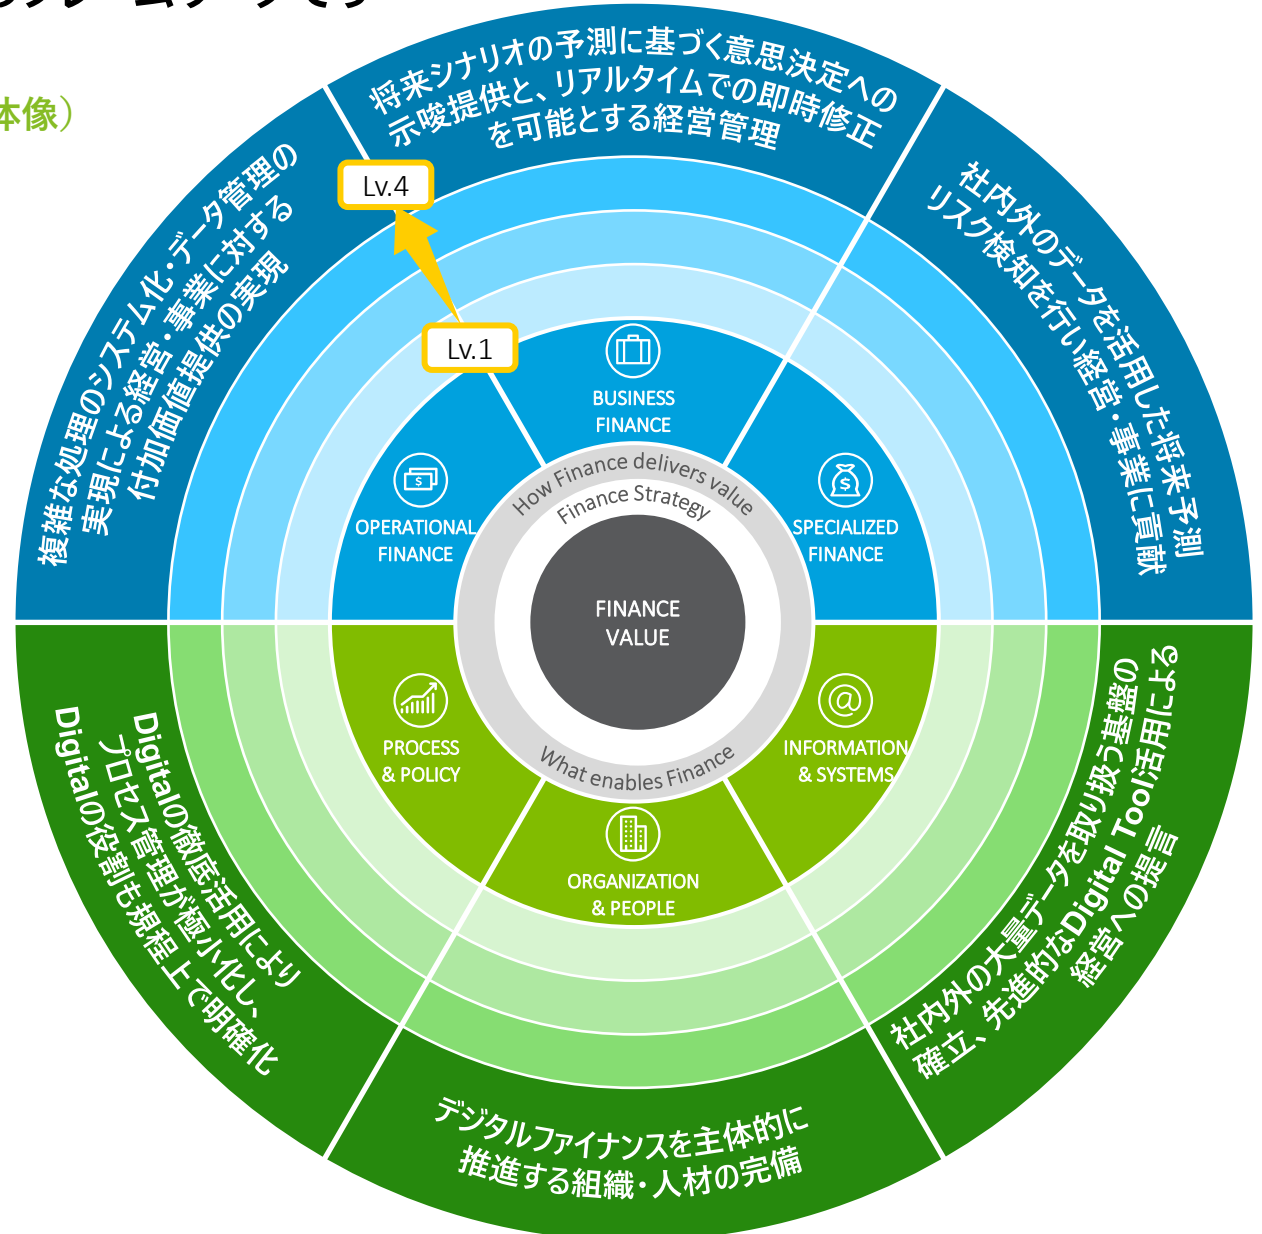 フレームワークです
体像）
将来シナリオの予測に基づく意思決定への
示唆提供と、リアルタイムでの即時修正
を可能とする経営管理
複雑な処理のシステム化・データ管理の
実現による経営・事業に対する
付加価値提供の実現
社内外のデータを活用した将来予測
リスク検知を行い経営・事業に貢献
Lv.4
Lv.1
BUSINESS
FINANCE
OPERATIONAL
FINANCE
SPECIALIZED
FINANCE
How Finance delivers value
Finance Strategy
FINANCE
VALUE
What enables Finance
PROCESS
& POLICY
INFORMATION
& SYSTEMS
ORGANIZATION
& PEOPLE
Digitalの徹底活用により
プロセス管理が極小化し、
Digitalの役割も規程上で明確化
社内外の大量データを取り扱う基盤の
確立、先進的なDigital Tool活用による
経営への提言
デジタルファイナンスを主体的に
推進する組織・人材の完備